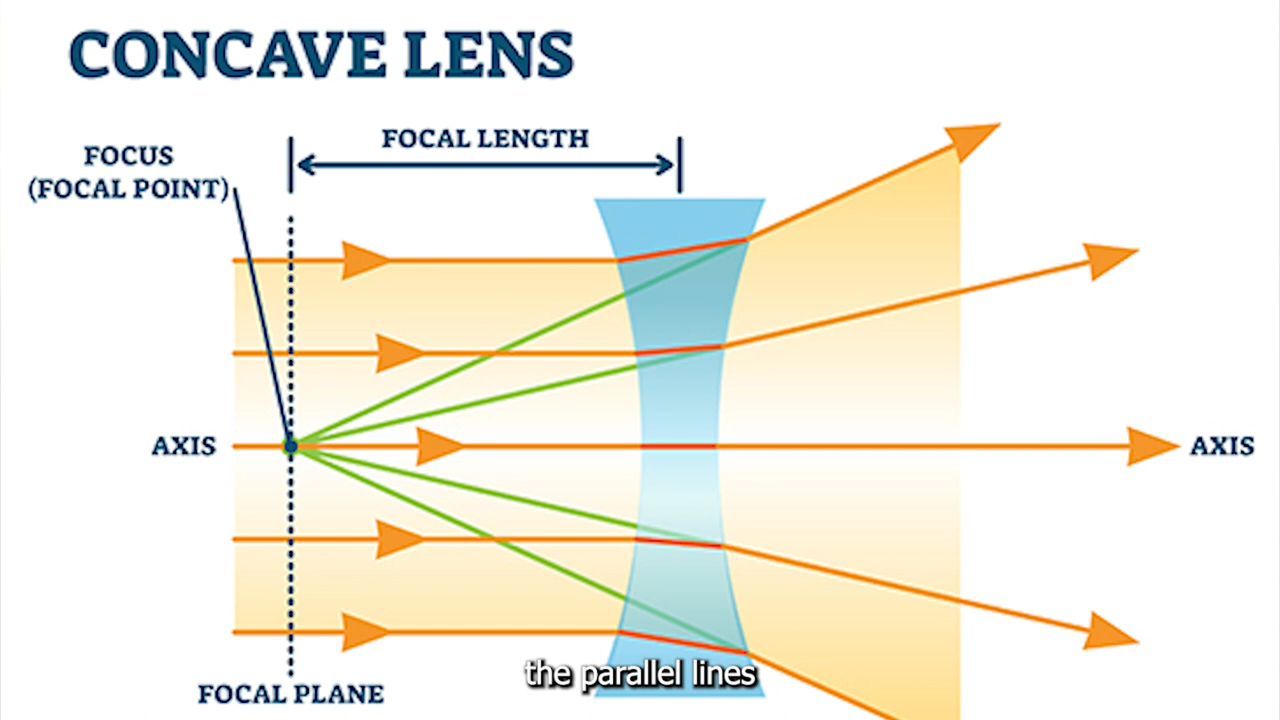 CONCAVE LENS
FOCAL LENGTH
FOCUS
(FOCAL POINT)
AXIS
AXIS
the parallel lines
FOCAL PLANE